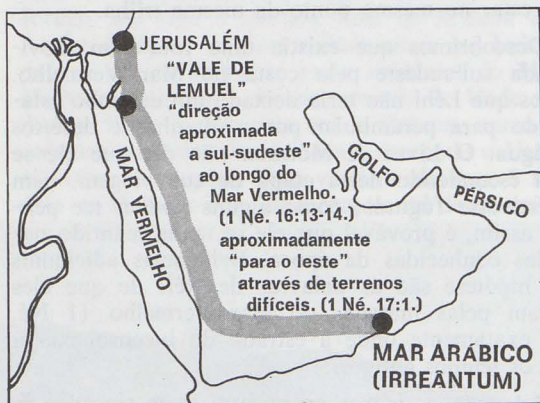 JERUSALÉM
"VALE DE
LEMUEL"
"direção
aproximada
a sul-sudeste"
ao longo do
Mar Vermelho.
(1 Né. 16:13-14.)
aproximadamente
"para o leste"
através de terrenos
difíceis. (1 Né. 17:1.)
MAR VERMELHO
GOLFO
PÉRSICO
MAR ARÁBICO
(IRREÂNTUM)